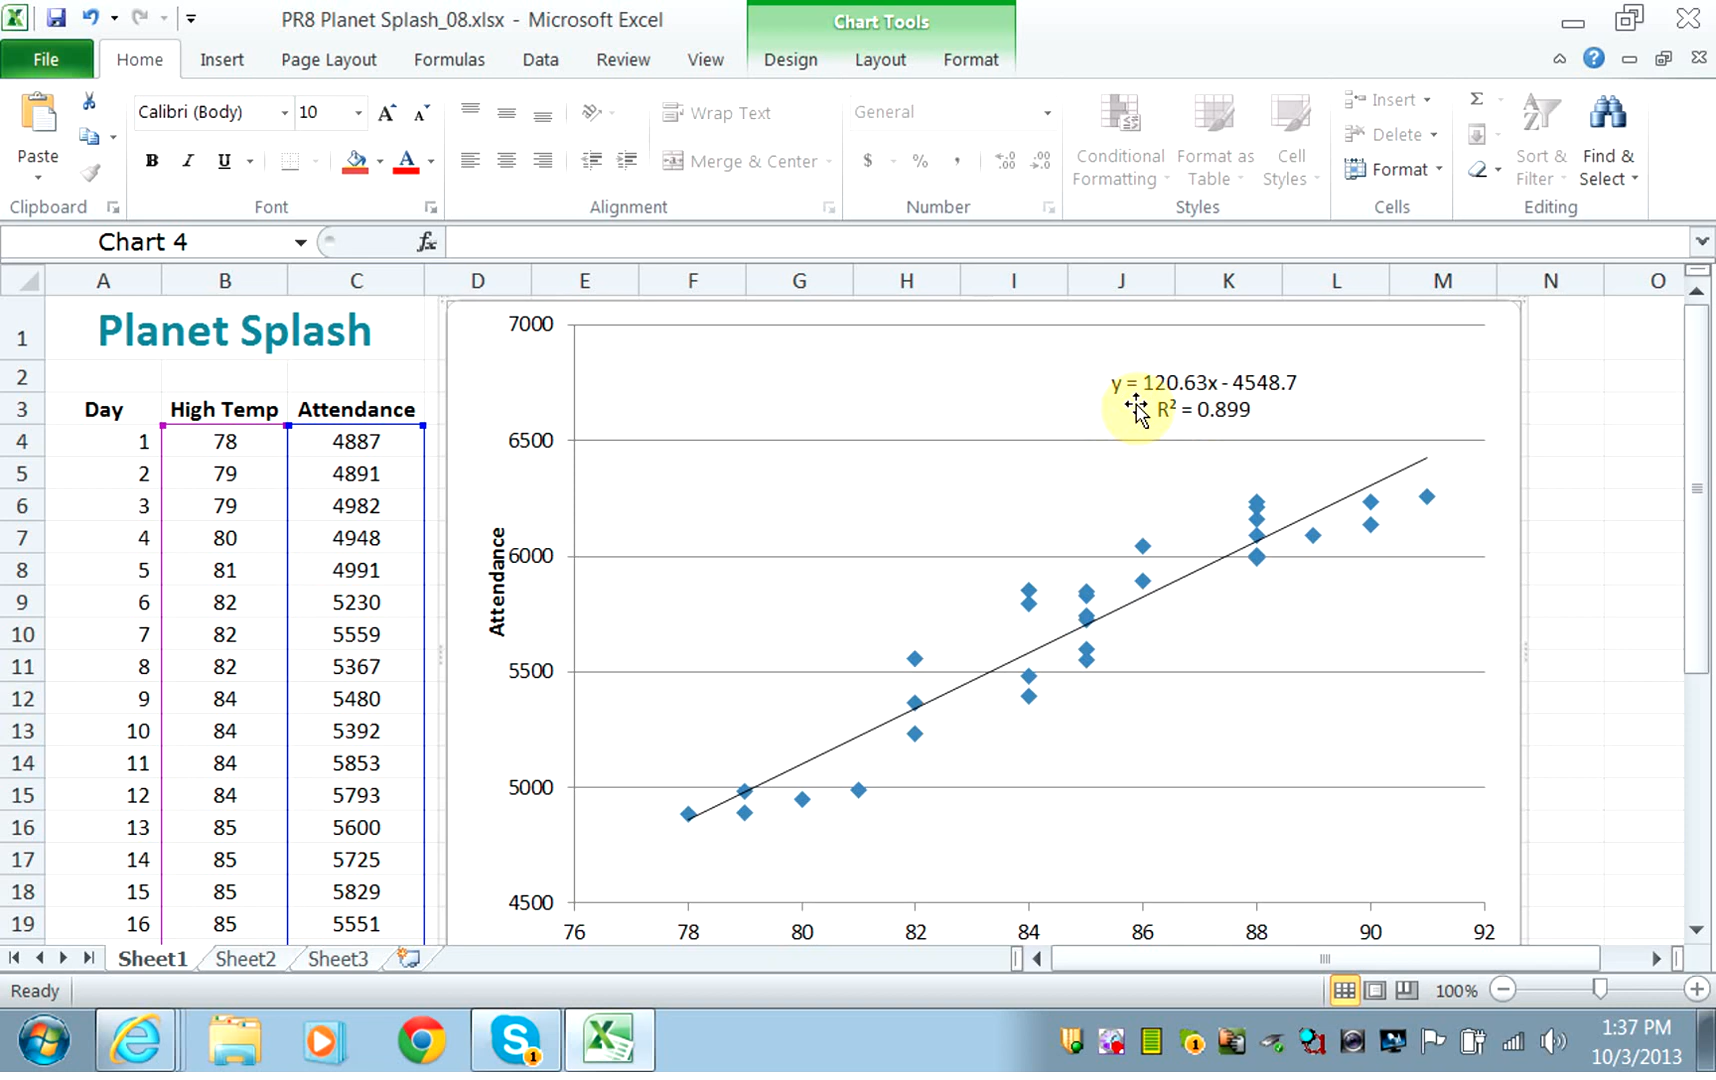 PR8 Planet Splash_08.xlsx - Microsoft Excel
Chart Tools
File Home Insert Page Layout Formulas Data Review View Design Layout Format
Paste
Clipboard
Calibri (Body) 10
B I U A
Font
Wrap Text
Merge & Center
Alignment
General
$ % ,
Number
Conditional Formatting
Format as Table
Cell Styles
Styles
Insert
Delete
Format
Cells
Σ
Sort & Filter
Find & Select
Editing
Chart 4
fx
A B C D E F G H I J K L M N O
1 Planet Splash
2
3 Day High Temp Attendance
4 1 78 4887
5 2 79 4891
6 3 79 4982
7 4 80 4948
8 5 81 4991
9 6 82 5230
10 7 82 5559
11 8 82 5367
12 9 84 5480
13 10 84 5392
14 11 84 5853
15 12 84 5793
16 13 85 5600
17 14 85 5725
18 15 85 5829
19 16 85 5551
y = 120.63x - 4548.7
R² = 0.899
Attendance
7000
6500
6000
5500
5000
4500
76 78 80 82 84 86 88 90 92
Sheet1 Sheet2 Sheet3
Ready
100%
1:37 PM
10/3/2013